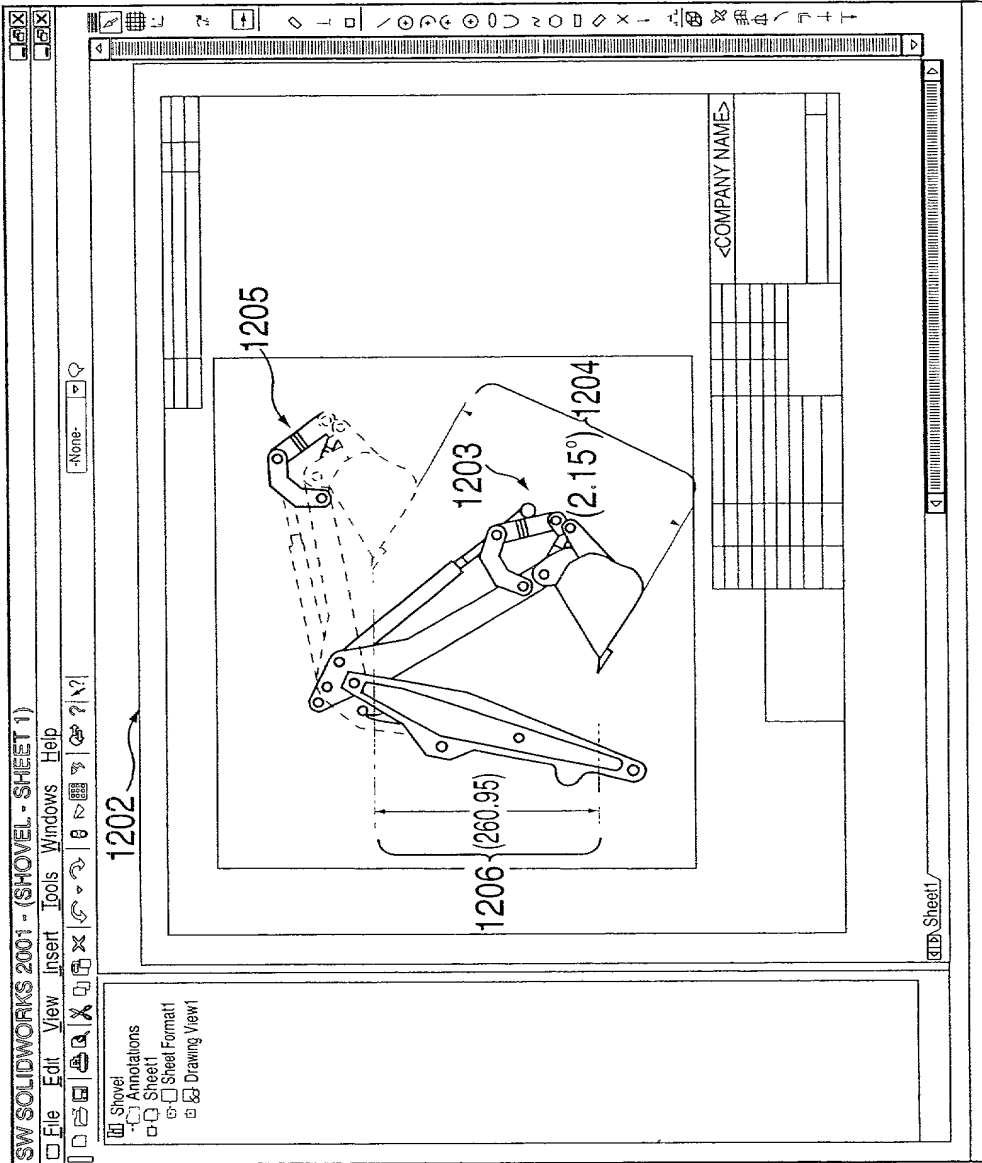 SW SOLIDWORKS 2001 - (SHOVEL - SHEET 1)
File Edit View Insert Tools Windows Help
-None-
Shovel
Annotations
Sheet1
Sheet Format1
Drawing View1
1202
1205
1203
(2.15°)
1204
1206
(260.95)
<COMPANY NAME>
Sheet1